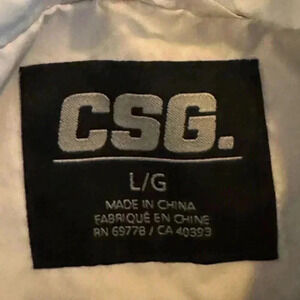 CSG.
L/G
MADE IN CHINA
FABRIQUÉ EN CHINE
RN 69778 / CA 40393